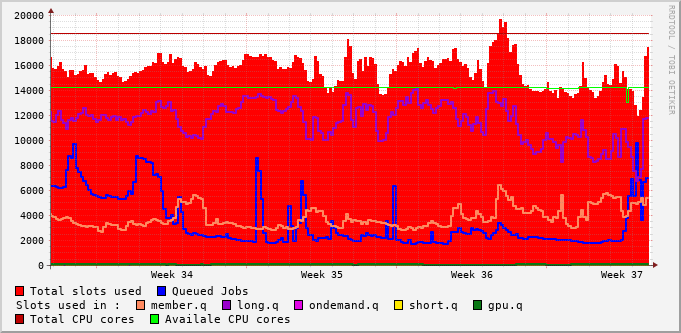 20000
18000
16000
14000
12000
10000
8000
6000
4000
2000
0
Week 34 Week 35 Week 36 Week 37
Total slots used Queued Jobs
Slots used in : member.q long.q ondemand.q short.q gpu.q
Total CPU cores Availale CPU cores
RRDTOOL / TOBI OETIKER